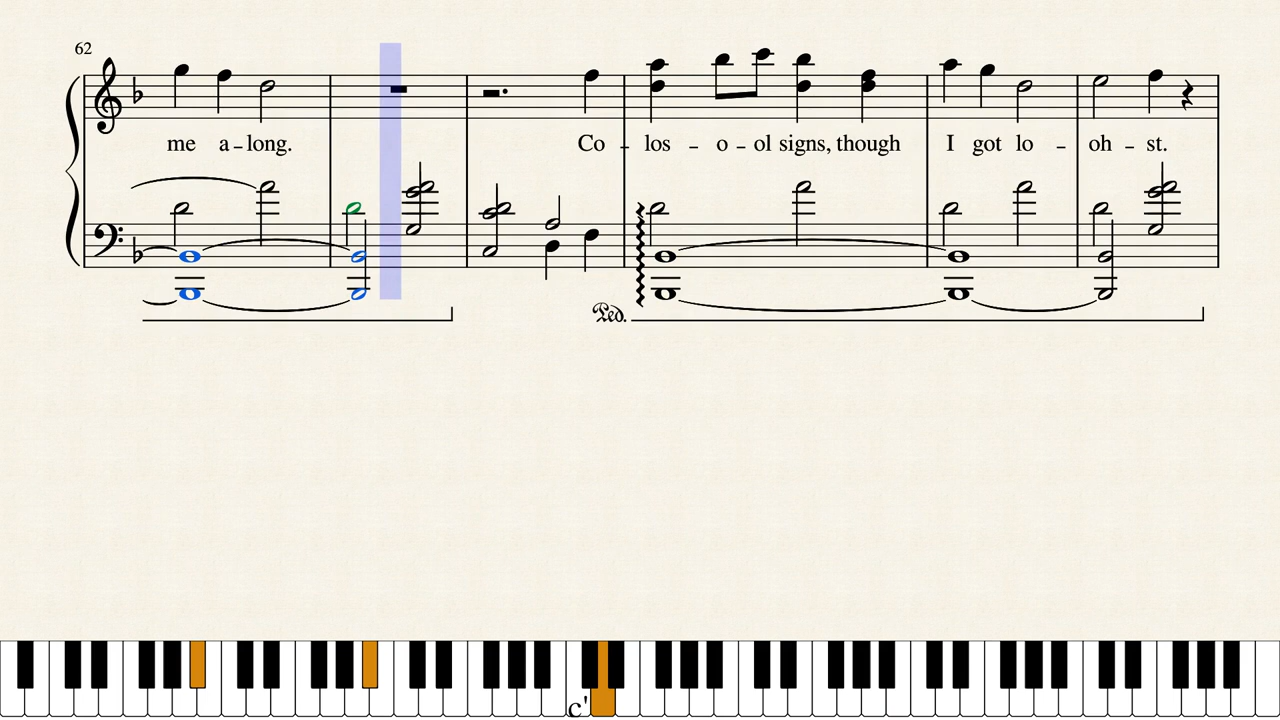 62
me a-long.
Co - los - o - ol signs, though I got lo - oh - st.
Ped.
c'